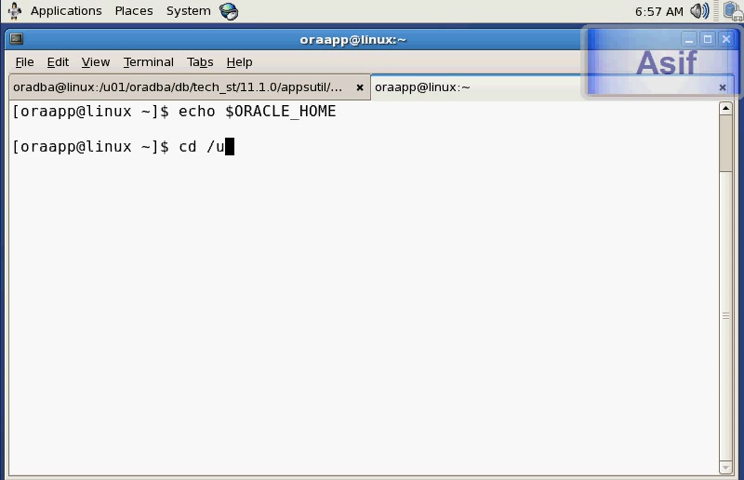 Applications Places System 6:57 AM
oraapp@linux:~
Asif
File Edit View Terminal Tabs Help
oradba@linux:/u01/oradba/db/tech_st/11.1.0/appsutil/... oraapp@linux:~
[oraapp@linux ~]$ echo $ORACLE_HOME
[oraapp@linux ~]$ cd /u